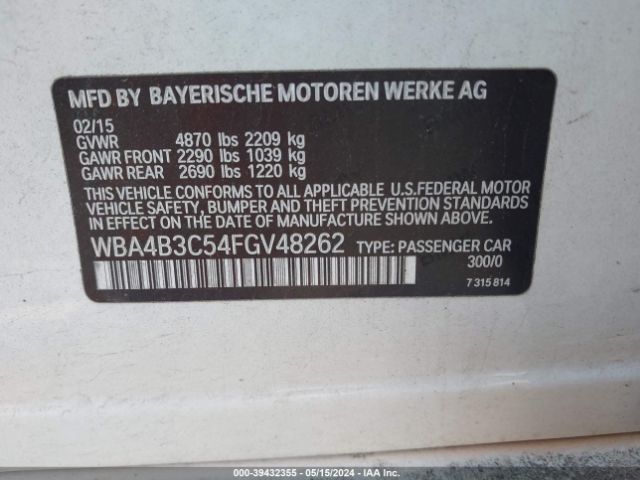 MFD BY BAYERISCHE MOTOREN WERKE AG
02/15
GVWR 4870 lbs 2209 kg
GAWR FRONT 2290 lbs 1039 kg
GAWR REAR 2690 lbs 1220 kg
THIS VEHICLE CONFORMS TO ALL APPLICABLE U.S.FEDERAL MOTOR
VEHICLE SAFETY, BUMPER AND THEFT PREVENTION STANDARDS
IN EFFECT ON THE DATE OF MANUFACTURE SHOWN ABOVE.
WBA4B3C54FGV48262 TYPE: PASSENGER CAR
300/0
7 315 814
000-39432355 - 05/15/2024 - IAA Inc.